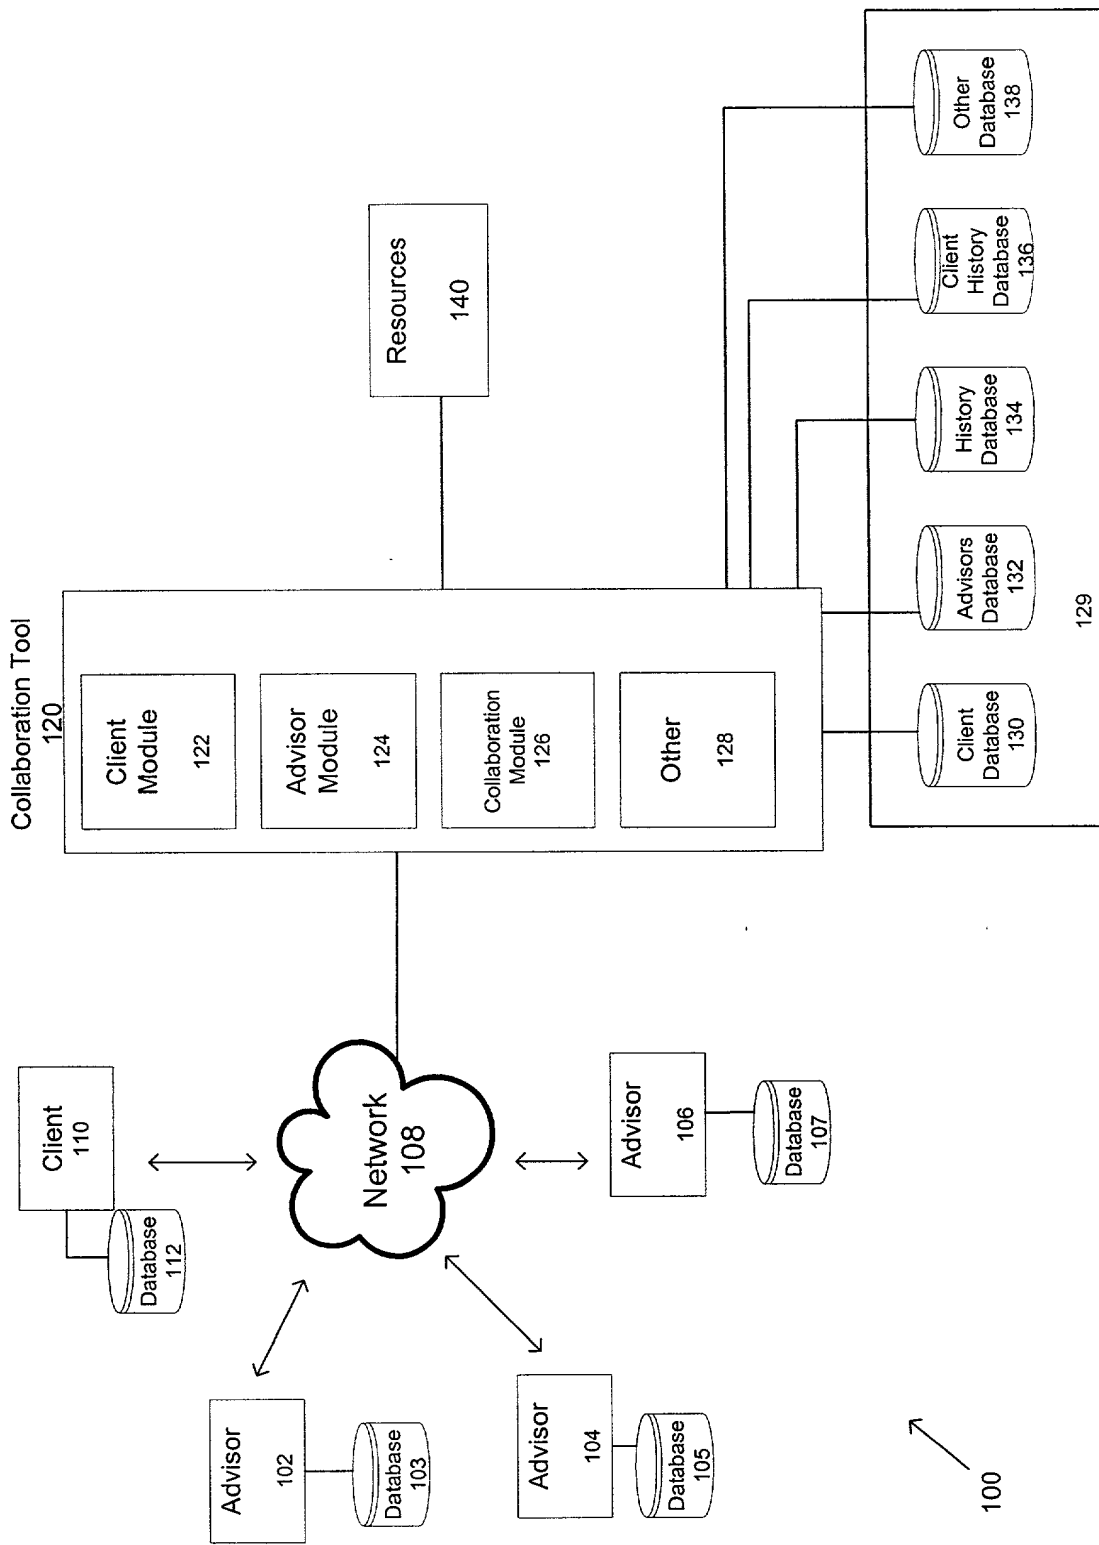 Collaboration Tool
120
Client
110
Database
112
Advisor
102
Database
103
Advisor
104
Database
105
Advisor
106
Database
107
Network
108
Client
Module
122
Advisor
Module
124
Collaboration
Module
126
Other
128
Resources
140
Client
Database
130
Advisors
Database
132
History
Database
134
Client
History
Database
136
Other
Database
138
129
100